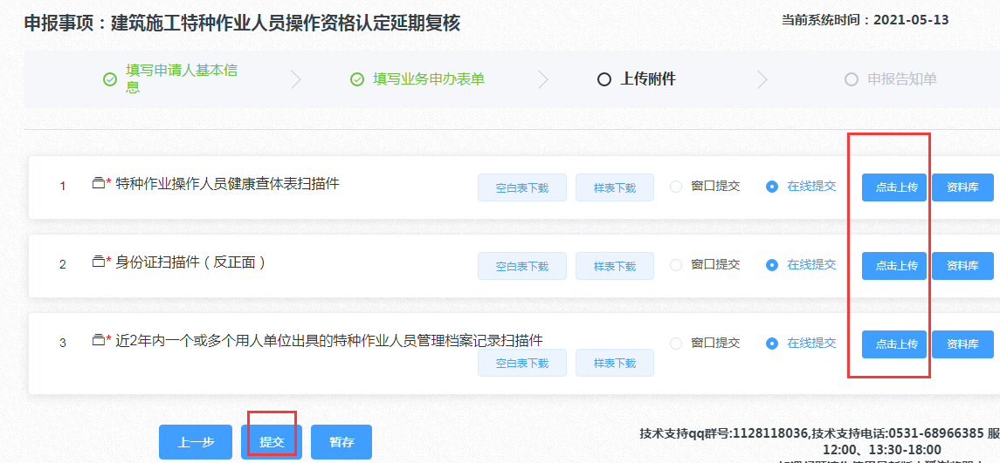 申报事项：建筑施工特种作业人员操作资格认定延期复核
当前系统时间：2021-05-13
填写申请人基本信
息
填写业务申办表单
上传附件
申报告知单
1 * 特种作业操作人员健康查体表扫描件 空白表下载 样表下载 窗口提交 在线提交 点击上传 资料库
2 * 身份证扫描件（反正面） 空白表下载 样表下载 窗口提交 在线提交 点击上传 资料库
3 * 近2年内一个或多个用人单位出具的特种作业人员管理档案记录扫描件 窗口提交 在线提交 点击上传 资料库
空白表下载 样表下载
上一步 提交 暂存
技术支持qq群号:1128118036,技术支持电话:0531-68966385 服
12:00、13:30-18:00